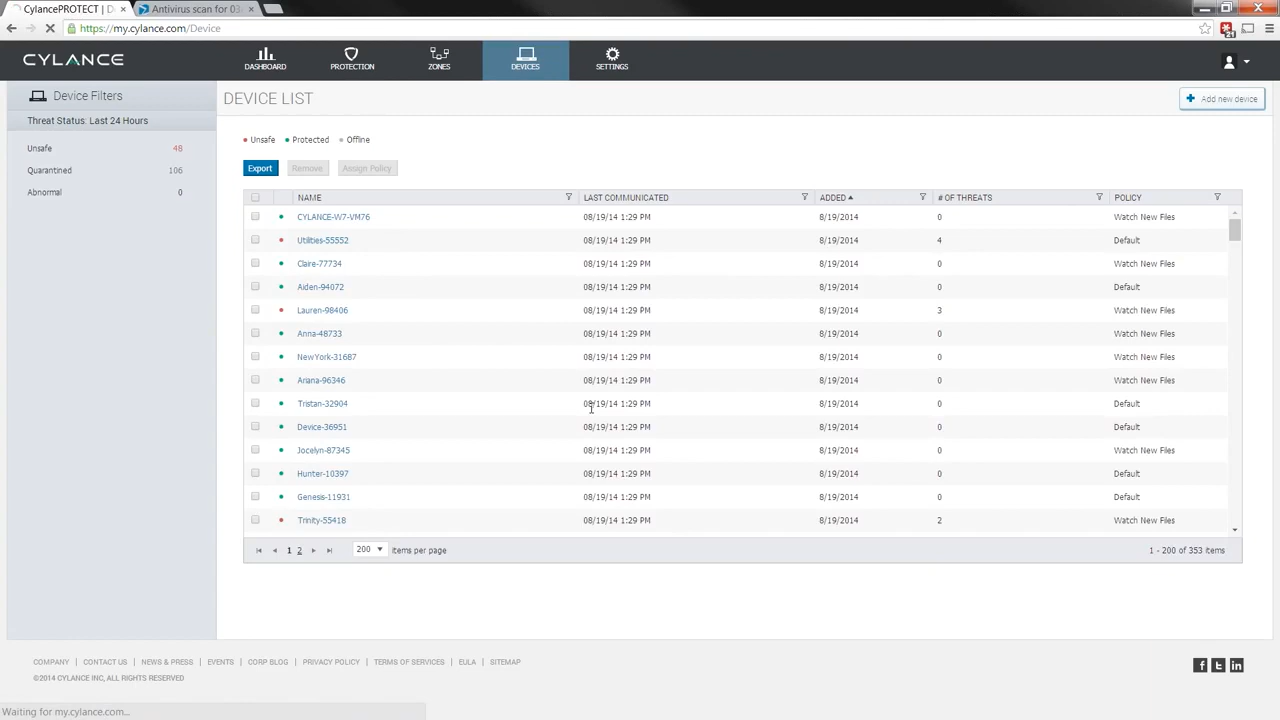 CylancePROTECT | D
Antivirus scan for 03
https://my.cylance.com/Device
CYLANCE
DASHBOARD
PROTECTION
ZONES
DEVICES
SETTINGS
Device Filters
Threat Status: Last 24 Hours
Unsafe 48
Quarantined 106
Abnormal 0
DEVICE LIST
Add new device
Unsafe Protected Offline
Export Remove Assign Policy
NAME LAST COMMUNICATED ADDED # OF THREATS POLICY
CYLANCE-W7-VM76 08/19/14 1:29 PM 8/19/2014 0 Watch New Files
Utilities-55552 08/19/14 1:29 PM 8/19/2014 4 Default
Claire-77734 08/19/14 1:29 PM 8/19/2014 0 Watch New Files
Aiden-94072 08/19/14 1:29 PM 8/19/2014 0 Default
Lauren-98406 08/19/14 1:29 PM 8/19/2014 3 Watch New Files
Anna-48733 08/19/14 1:29 PM 8/19/2014 0 Watch New Files
NewYork-31687 08/19/14 1:29 PM 8/19/2014 0 Watch New Files
Ariana-96346 08/19/14 1:29 PM 8/19/2014 0 Watch New Files
Tristan-32904 08/19/14 1:29 PM 8/19/2014 0 Default
Device-36951 08/19/14 1:29 PM 8/19/2014 0 Default
Jocelyn-87345 08/19/14 1:29 PM 8/19/2014 0 Watch New Files
Hunter-10397 08/19/14 1:29 PM 8/19/2014 0 Default
Genesis-11931 08/19/14 1:29 PM 8/19/2014 0 Default
Trinity-55418 08/19/14 1:29 PM 8/19/2014 2 Watch New Files
1 2 200 items per page 1 - 200 of 353 items
COMPANY | CONTACT US | NEWS & PRESS | EVENTS | CORP BLOG | PRIVACY POLICY | TERMS OF SERVICES | EULA | SITEMAP
©2014 CYLANCE INC, ALL RIGHTS RESERVED
Waiting for my.cylance.com...